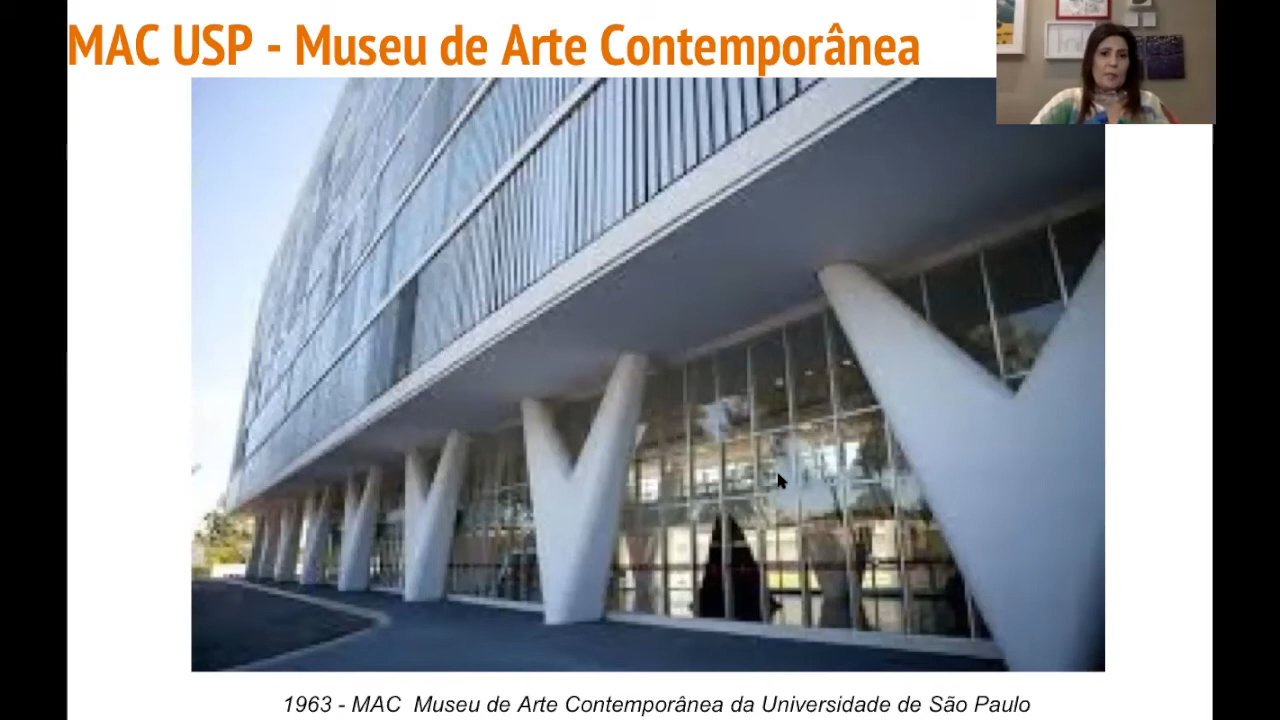 MAC USP - Museu de Arte Contemporânea
1963 - MAC Museu de Arte Contemporânea da Universidade de São Paulo